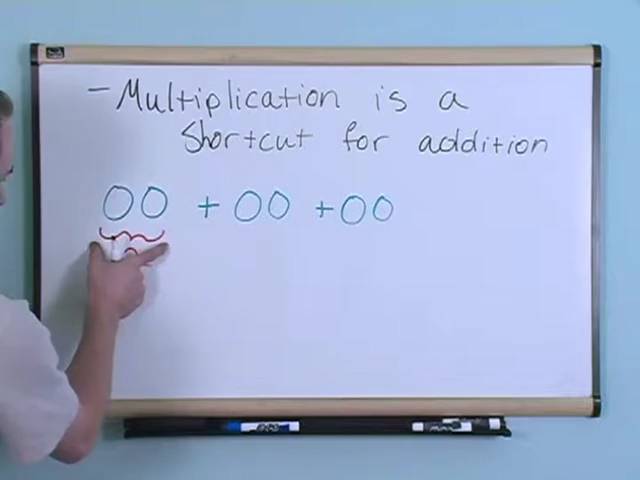 - Multiplication is a
Shortcut for addition
OO + OO + OO